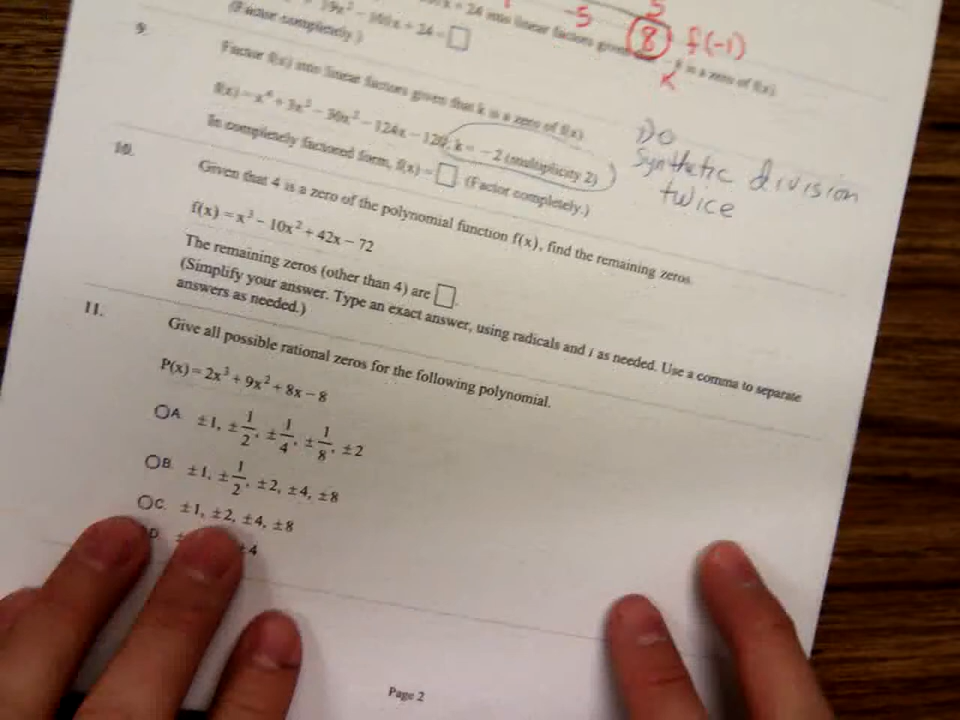 -5
5
8 f(-1)
K
(Factor completely.)
9.
Factor f(x) into linear factors given that k is a zero of f(x).
k = -2 (multiplicity 2)
In completely factored form, f(x) = □. (Factor completely.)
Do
Synthetic division
twice
10.
Given that 4 is a zero of the polynomial function f(x), find the remaining zeros.
f(x) = x³ - 10x² + 42x - 72
The remaining zeros (other than 4) are □.
(Simplify your answer. Type an exact answer, using radicals and i as needed. Use a comma to separate
answers as needed.)
11.
Give all possible rational zeros for the following polynomial.
P(x) = 2x³ + 9x² + 8x - 8
A. ±1, ±1/2, ±1/4, ±1/8, ±2
B. ±1, ±1/2, ±2, ±4, ±8
C. ±1, ±2, ±4, ±8
D. ±4
Page 2